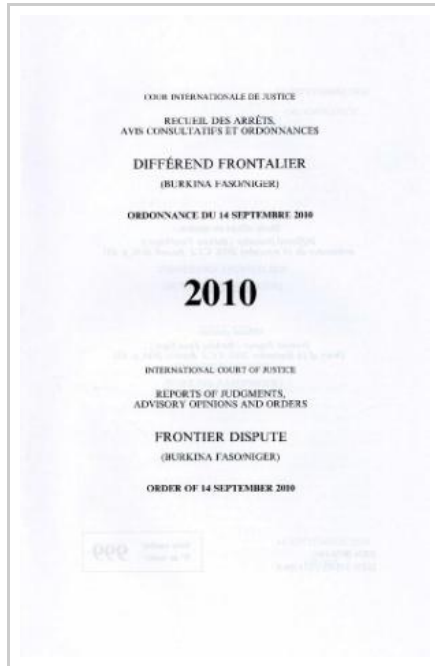 COUR INTERNATIONALE DE JUSTICE
RECUEIL DES ARRÊTS,
AVIS CONSULTATIFS ET ORDONNANCES
DIFFÉREND FRONTALIER
(BURKINA FASO/NIGER)
ORDONNANCE DU 14 SEPTEMBRE 2010
2010
INTERNATIONAL COURT OF JUSTICE
REPORTS OF JUDGMENTS,
ADVISORY OPINIONS AND ORDERS
FRONTIER DISPUTE
(BURKINA FASO/NIGER)
ORDER OF 14 SEPTEMBER 2010
999